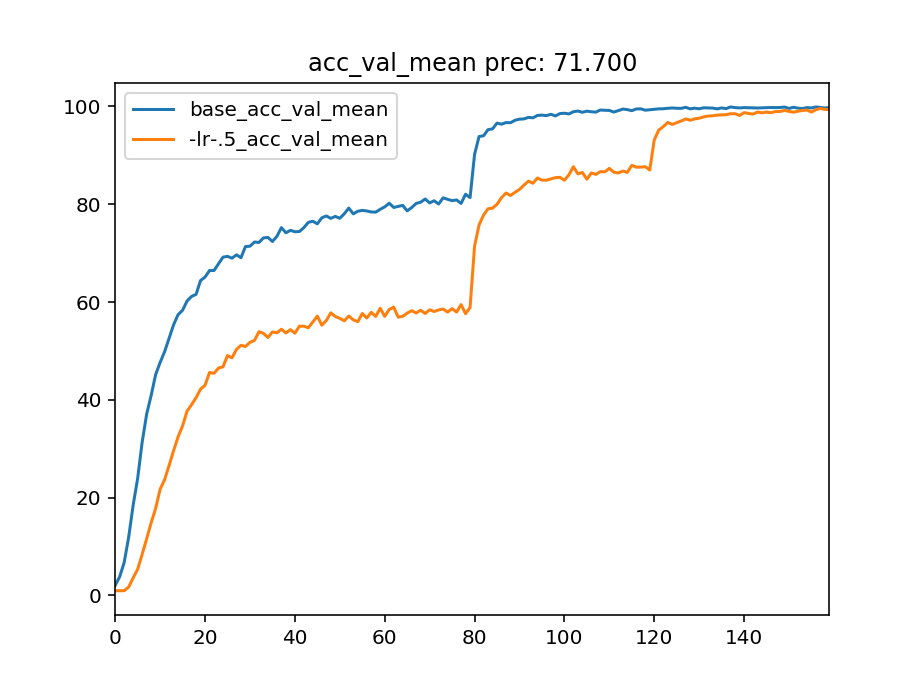 acc_val_mean prec: 71.700
base_acc_val_mean
-lr-.5_acc_val_mean
100
80
60
40
20
0
0 20 40 60 80 100 120 140